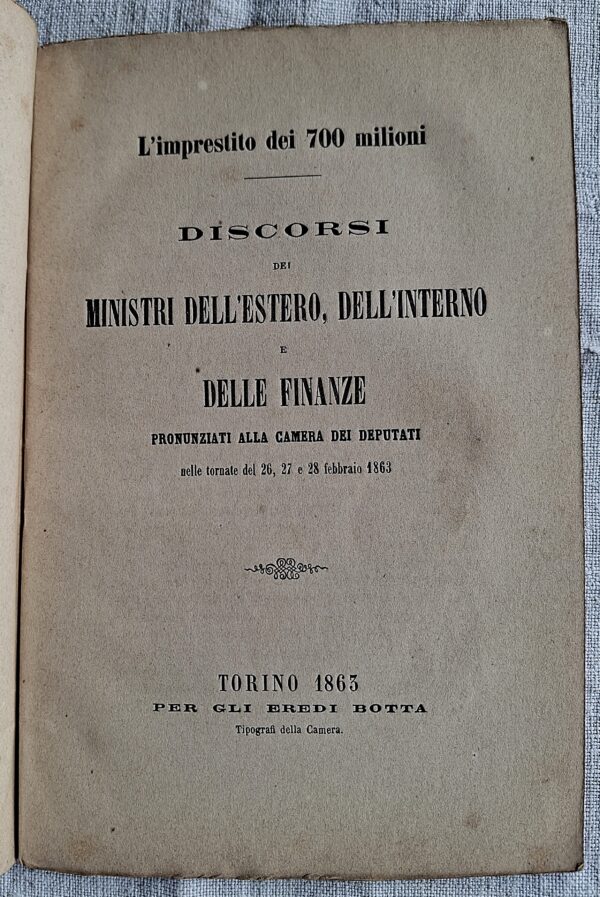 L'imprestito dei 700 milioni
DISCORSI
DEI
MINISTRI DELL'ESTERO, DELL'INTERNO
E
DELLE FINANZE
PRONUNZIATI ALLA CAMERA DEI DEPUTATI
nelle tornate del 26, 27 e 28 febbraio 1863
TORINO 1863
PER GLI EREDI BOTTA
Tipografi della Camera.